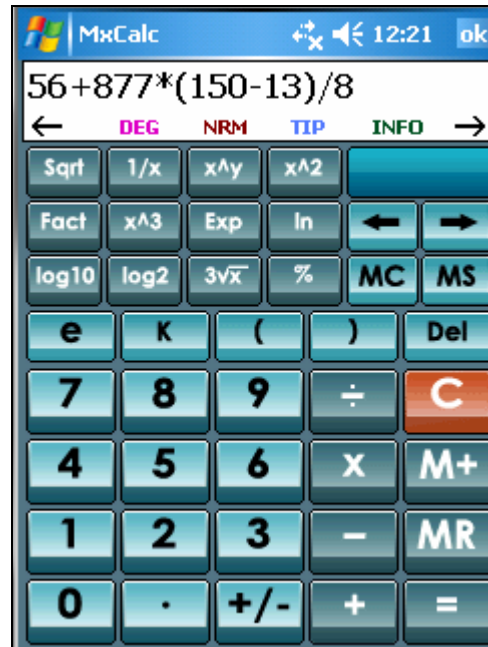 MxCalc 12:21 ok
56+877*(150-13)/8
← DEG NRM TIP INFO →
Sqrt 1/x x^y x^2
Fact x^3 Exp ln ← →
log10 log2 3√x % MC MS
e K ( ) Del
7 8 9 ÷ C
4 5 6 x M+
1 2 3 − MR
0 . +/- + =